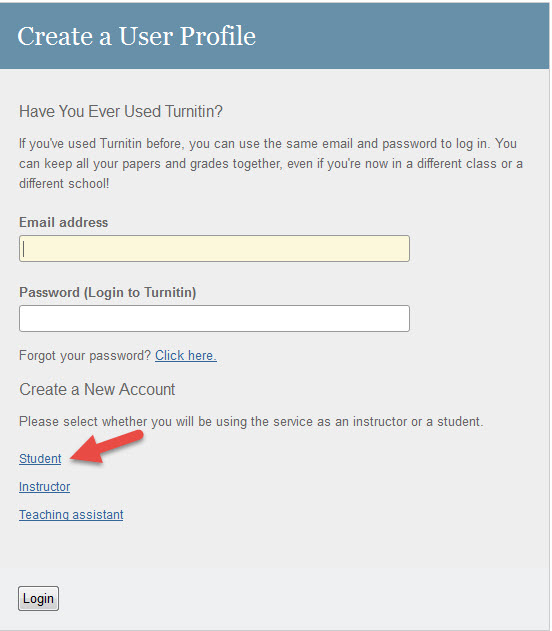 Create a User Profile
Have You Ever Used Turnitin?
If you've used Turnitin before, you can use the same email and password to log in. You
can keep all your papers and grades together, even if you're now in a different class or a
different school!
Email address
Password (Login to Turnitin)
Forgot your password? Click here.
Create a New Account
Please select whether you will be using the service as an instructor or a student.
Student
Instructor
Teaching assistant
Login